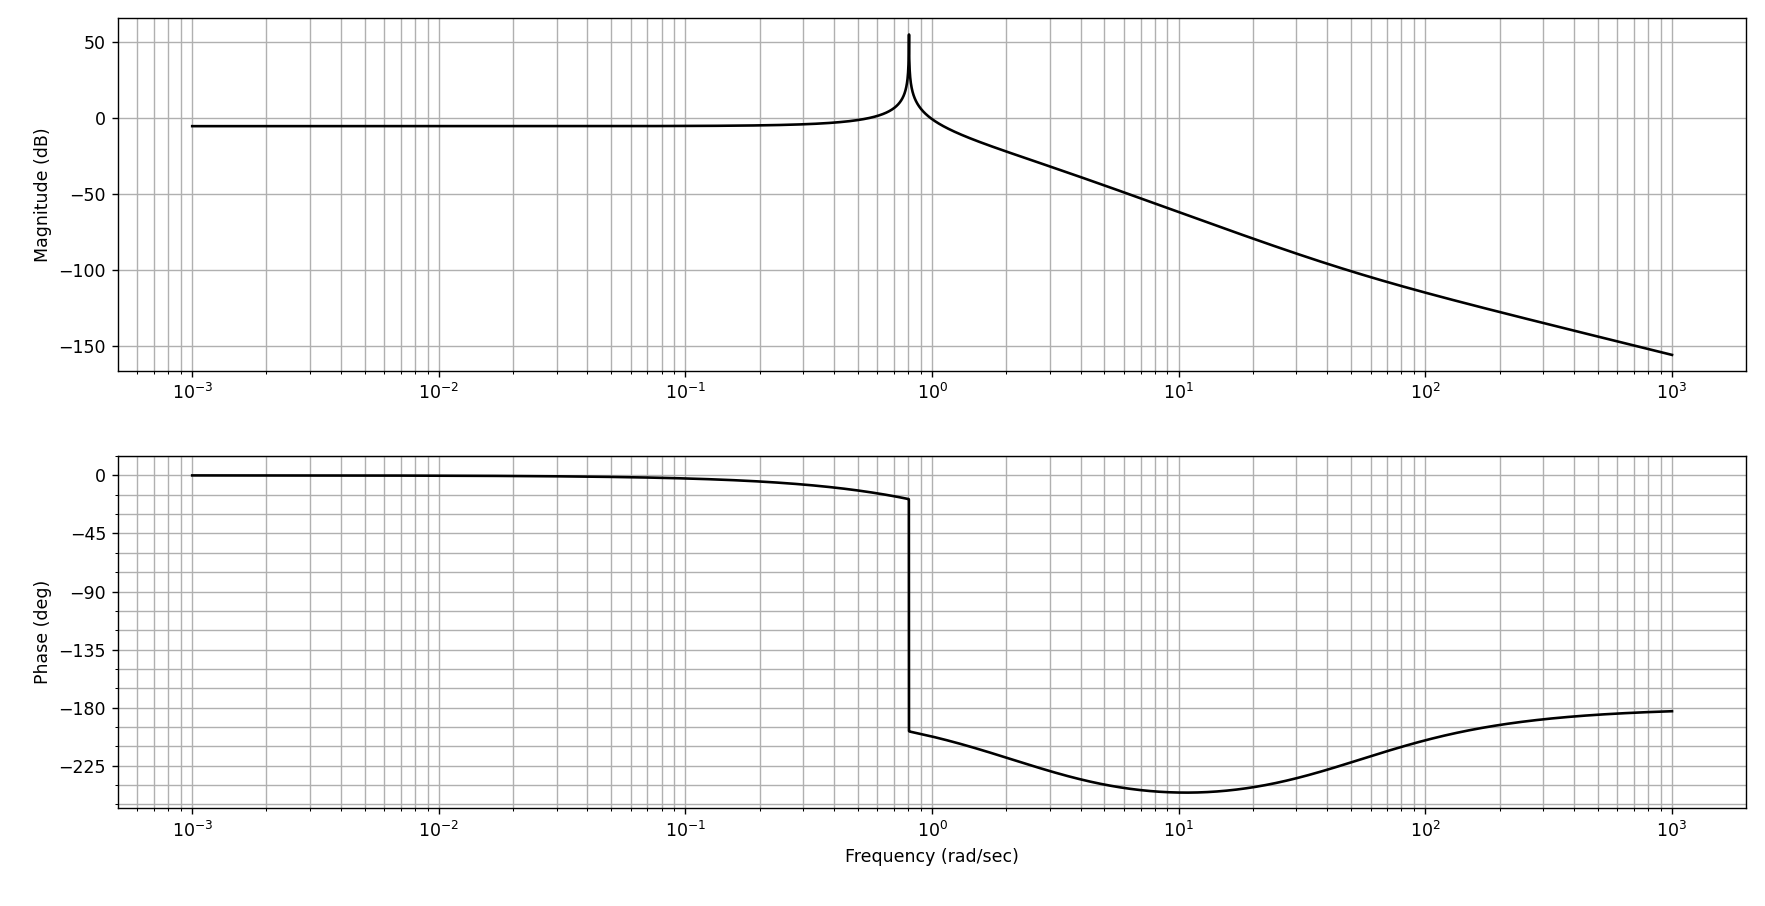 50
0
−50
−100
−150
Magnitude (dB)
10⁻³ 10⁻² 10⁻¹ 10⁰ 10¹ 10² 10³
0
−45
−90
−135
−180
−225
Phase (deg)
10⁻³ 10⁻² 10⁻¹ 10⁰ 10¹ 10² 10³
Frequency (rad/sec)